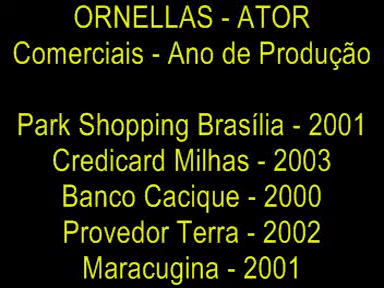 ORNELLAS - ATOR
Comerciais - Ano de Produção
Park Shopping Brasília - 2001
Credicard Milhas - 2003
Banco Cacique - 2000
Provedor Terra - 2002
Maracugina - 2001